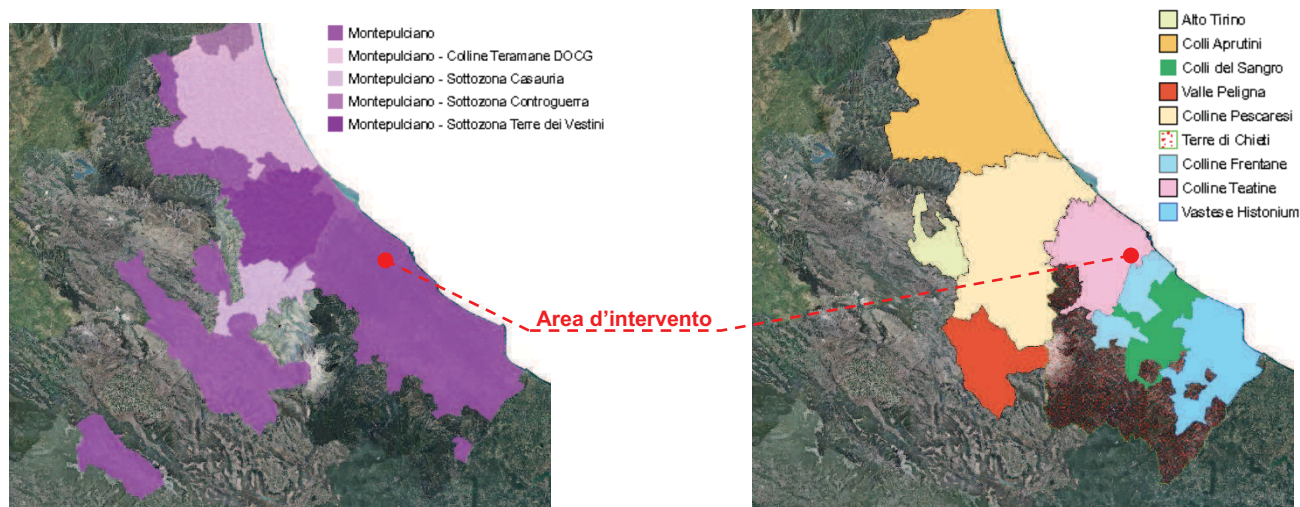 Montepulciano
Montepulciano - Colline Teramane DOCG
Montepulciano - Sottozona Casauria
Montepulciano - Sottozona Controguerra
Montepulciano - Sottozona Terre dei Vestini
Alto Tirino
Colli Aprutini
Colli del Sangro
Valle Peligna
Colline Pescaresi
Terre di Chieti
Colline Frentane
Colline Teatine
Vastese Histonium
Area d'intervento